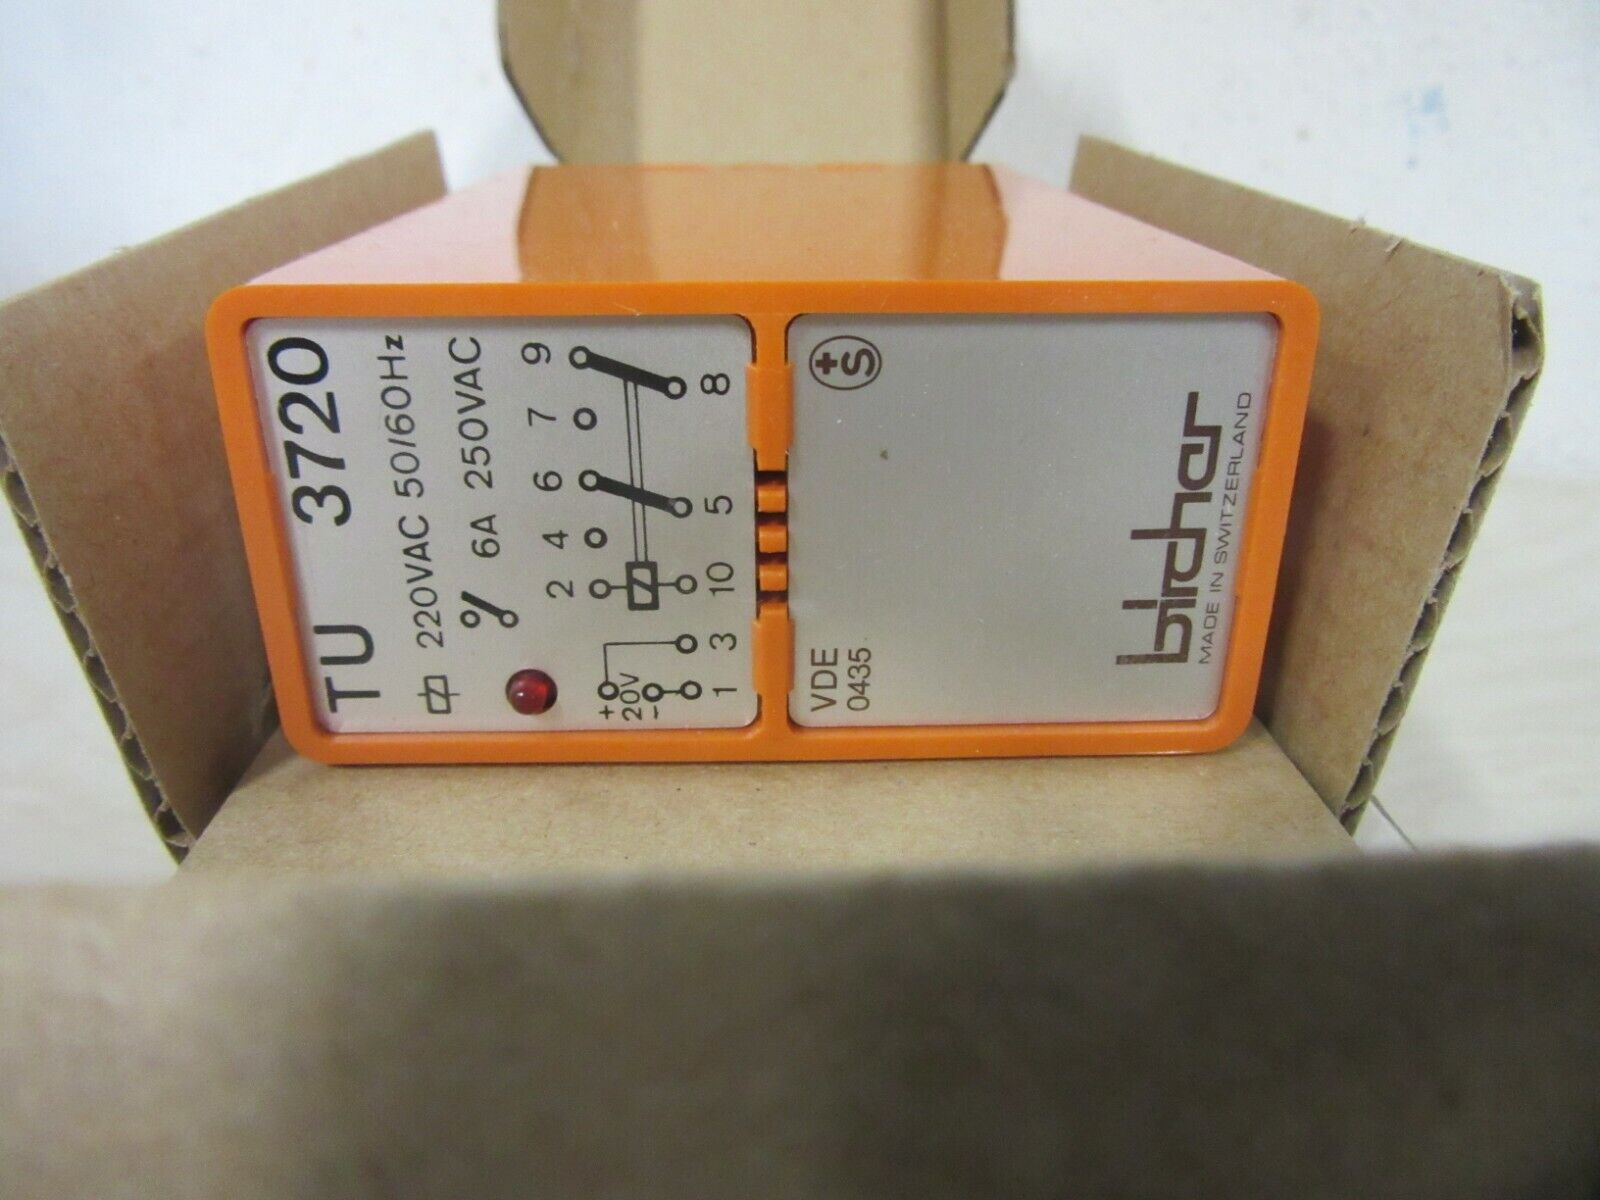 TU 3720
220VAC 50/60Hz
6A 250VAC
9
7
6
4
2
+
20V
-
8
5
10
3
1
+S
VDE
0435
bircher
MADE IN SWITZERLAND